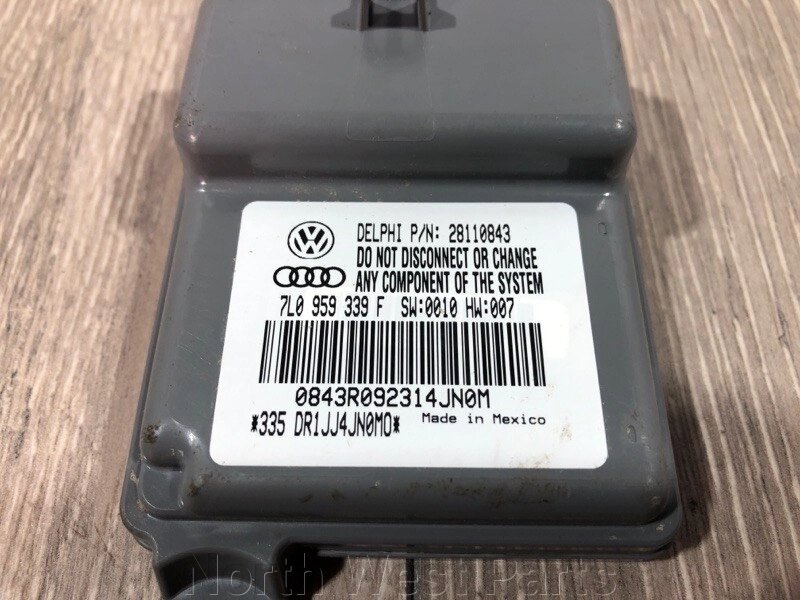 DELPHI P/N: 28110843
DO NOT DISCONNECT OR CHANGE
ANY COMPONENT OF THE SYSTEM
7L0 959 339 F SW:0010 HW:007
0843R092314JN0M
*335 DR1JJ4JN0M0*
Made in Mexico
North West Parts